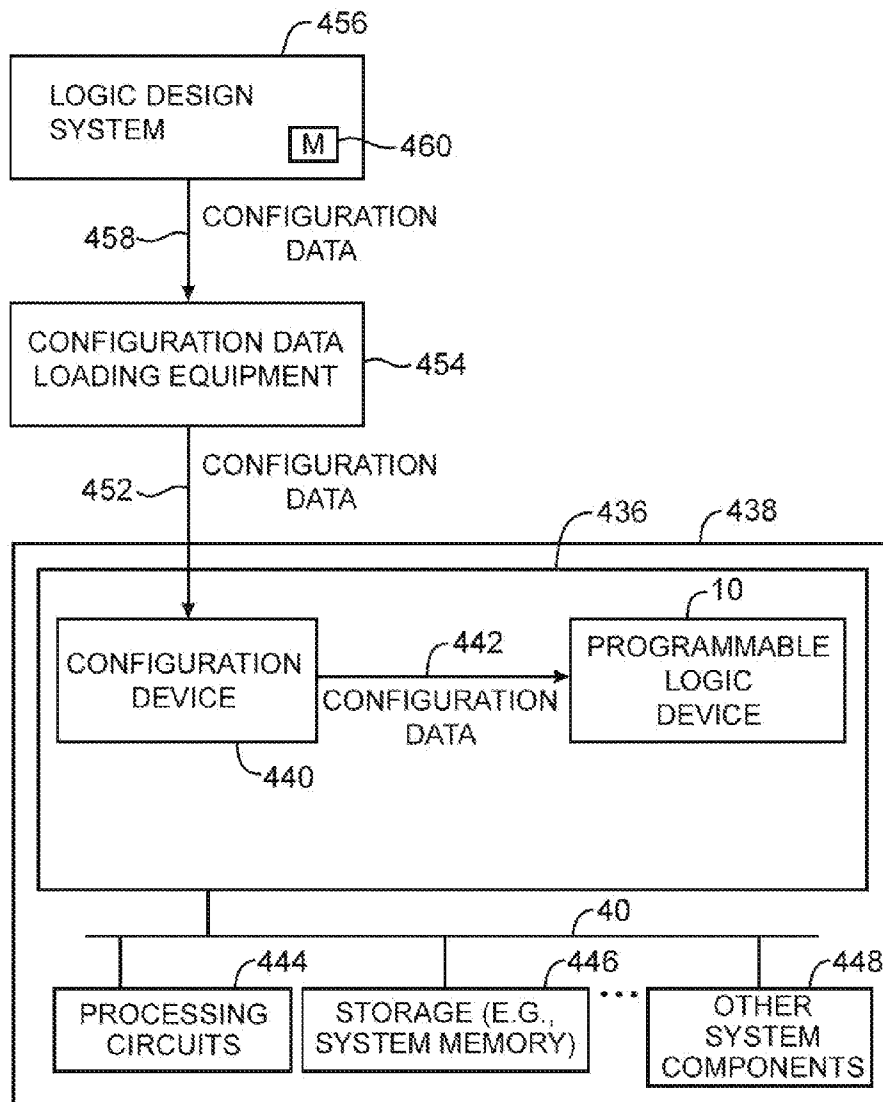 456
LOGIC DESIGN
SYSTEM
M
460
458
CONFIGURATION
DATA
CONFIGURATION DATA
LOADING EQUIPMENT
454
452
CONFIGURATION
DATA
436
438
10
CONFIGURATION
DEVICE
442
CONFIGURATION
DATA
PROGRAMMABLE
LOGIC
DEVICE
440
40
444
446
448
PROCESSING
CIRCUITS
STORAGE (E.G.,
SYSTEM MEMORY)
...
OTHER
SYSTEM
COMPONENTS